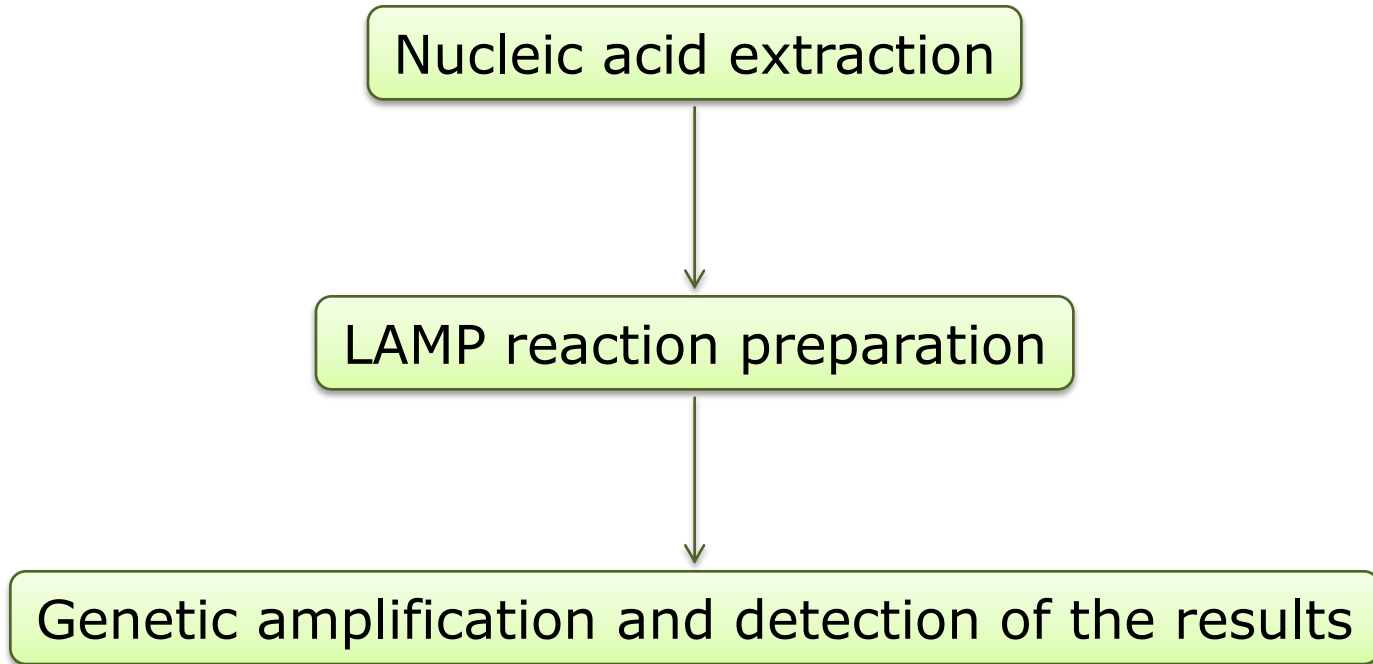 Nucleic acid extraction
LAMP reaction preparation
Genetic amplification and detection of the results